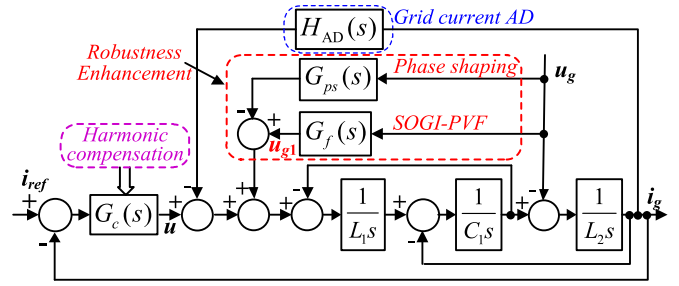 H_AD(s) Grid current AD
Robustness
Enhancement
G_ps(s) Phase shaping u_g
- +
G_f(s) SOGI-PVF
u_g1
Harmonic
compensation
i_ref + G_c(s) u + - + + + - 1/(L_1 s) + - 1/(C_1 s) + - 1/(L_2 s) i_g
-